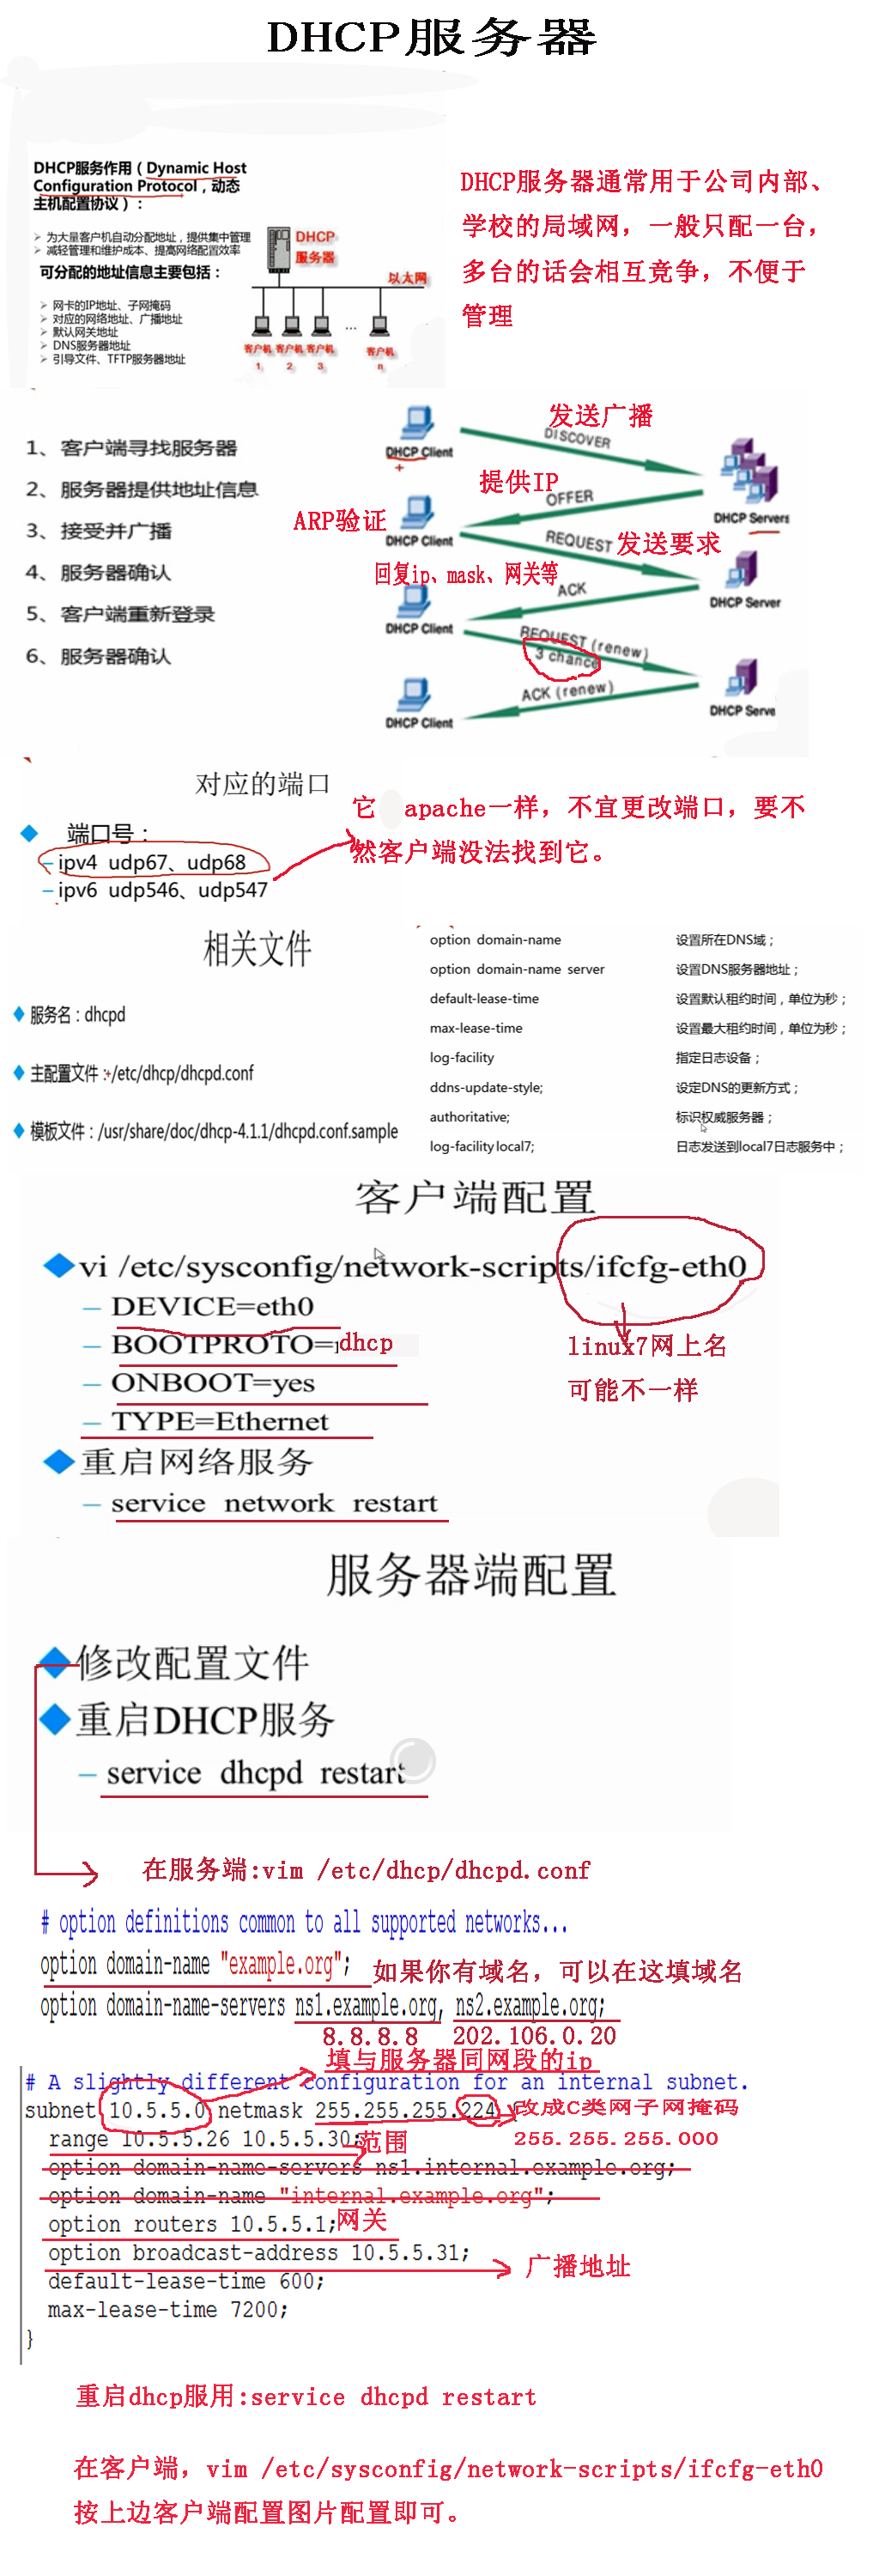 DHCP服务器
DHCP服务作用（Dynamic Host
Configuration Protocol，动态
主机配置协议）：
为大量客户机自动分配地址，提供集中管理
减轻管理和维护成本、提高网络配置效率
可分配的地址信息主要包括：
网卡的IP地址、子网掩码
对应的网络地址、广播地址
默认网关地址
DNS服务器地址
引导文件、TFTP服务器地址
DHCP
服务器
以太网
客户机 客户机 客户机 ... 客户机
1 2 3 n
DHCP服务器通常用于公司内部、
学校的局域网，一般只配一台，
多台的话会相互竞争，不便于
管理
1、客户端寻找服务器
2、服务器提供地址信息
3、接受并广播
4、服务器确认
5、客户端重新登录
6、服务器确认
发送广播
DISCOVER
DHCP Client
提供IP
OFFER
DHCP Servers
ARP验证
DHCP Client
REQUEST
发送要求
回复ip、mask、网关等
ACK
DHCP Server
DHCP Client
REQUEST (renew)
3 chance
ACK (renew)
DHCP Client
DHCP Serve
对应的端口
端口号：
ipv4 udp67、udp68
ipv6 udp546、udp547
它 apache一样，不宜更改端口，要不
然客户端没法找到它。
相关文件
服务名：dhcpd
主配置文件：/etc/dhcp/dhcpd.conf
模板文件：/usr/share/doc/dhcp-4.1.1/dhcpd.conf.sample
option domain-name 设置所在DNS域；
option domain-name server 设置DNS服务器地址；
default-lease-time 设置默认租约时间，单位为秒；
max-lease-time 设置最大租约时间，单位为秒；
log-facility 指定日志设备；
ddns-update-style; 设定DNS的更新方式；
authoritative; 标识权威服务器；
log-facility local7; 日志发送到local7日志服务中；
客户端配置
vi /etc/sysconfig/network-scripts/ifcfg-eth0
– DEVICE=eth0
– BOOTPROTO=dhcp
– ONBOOT=yes
– TYPE=Ethernet
linux7网上名
可能不一样
重启网络服务
– service network restart
服务器端配置
修改配置文件
重启DHCP服务
– service dhcpd restart
在服务端:vim /etc/dhcp/dhcpd.conf
# option definitions common to all supported networks...
option domain-name "example.org";
如果你有域名，可以在这填域名
option domain-name-servers ns1.example.org, ns2.example.org;
8.8.8.8 202.106.0.20
填与服务器同网段的ip
# A slightly different configuration for an internal subnet.
subnet 10.5.5.0 netmask 255.255.255.224
改成C类网子网掩码
255.255.255.000
range 10.5.5.26 10.5.5.30;
范围
option domain-name-servers ns1.internal.example.org;
option domain-name "internal.example.org";
option routers 10.5.5.1;
网关
option broadcast-address 10.5.5.31;
广播地址
default-lease-time 600;
max-lease-time 7200;
}
重启dhcp服用:service dhcpd restart
在客户端，vim /etc/sysconfig/network-scripts/ifcfg-eth0
按上边客户端配置图片配置即可。